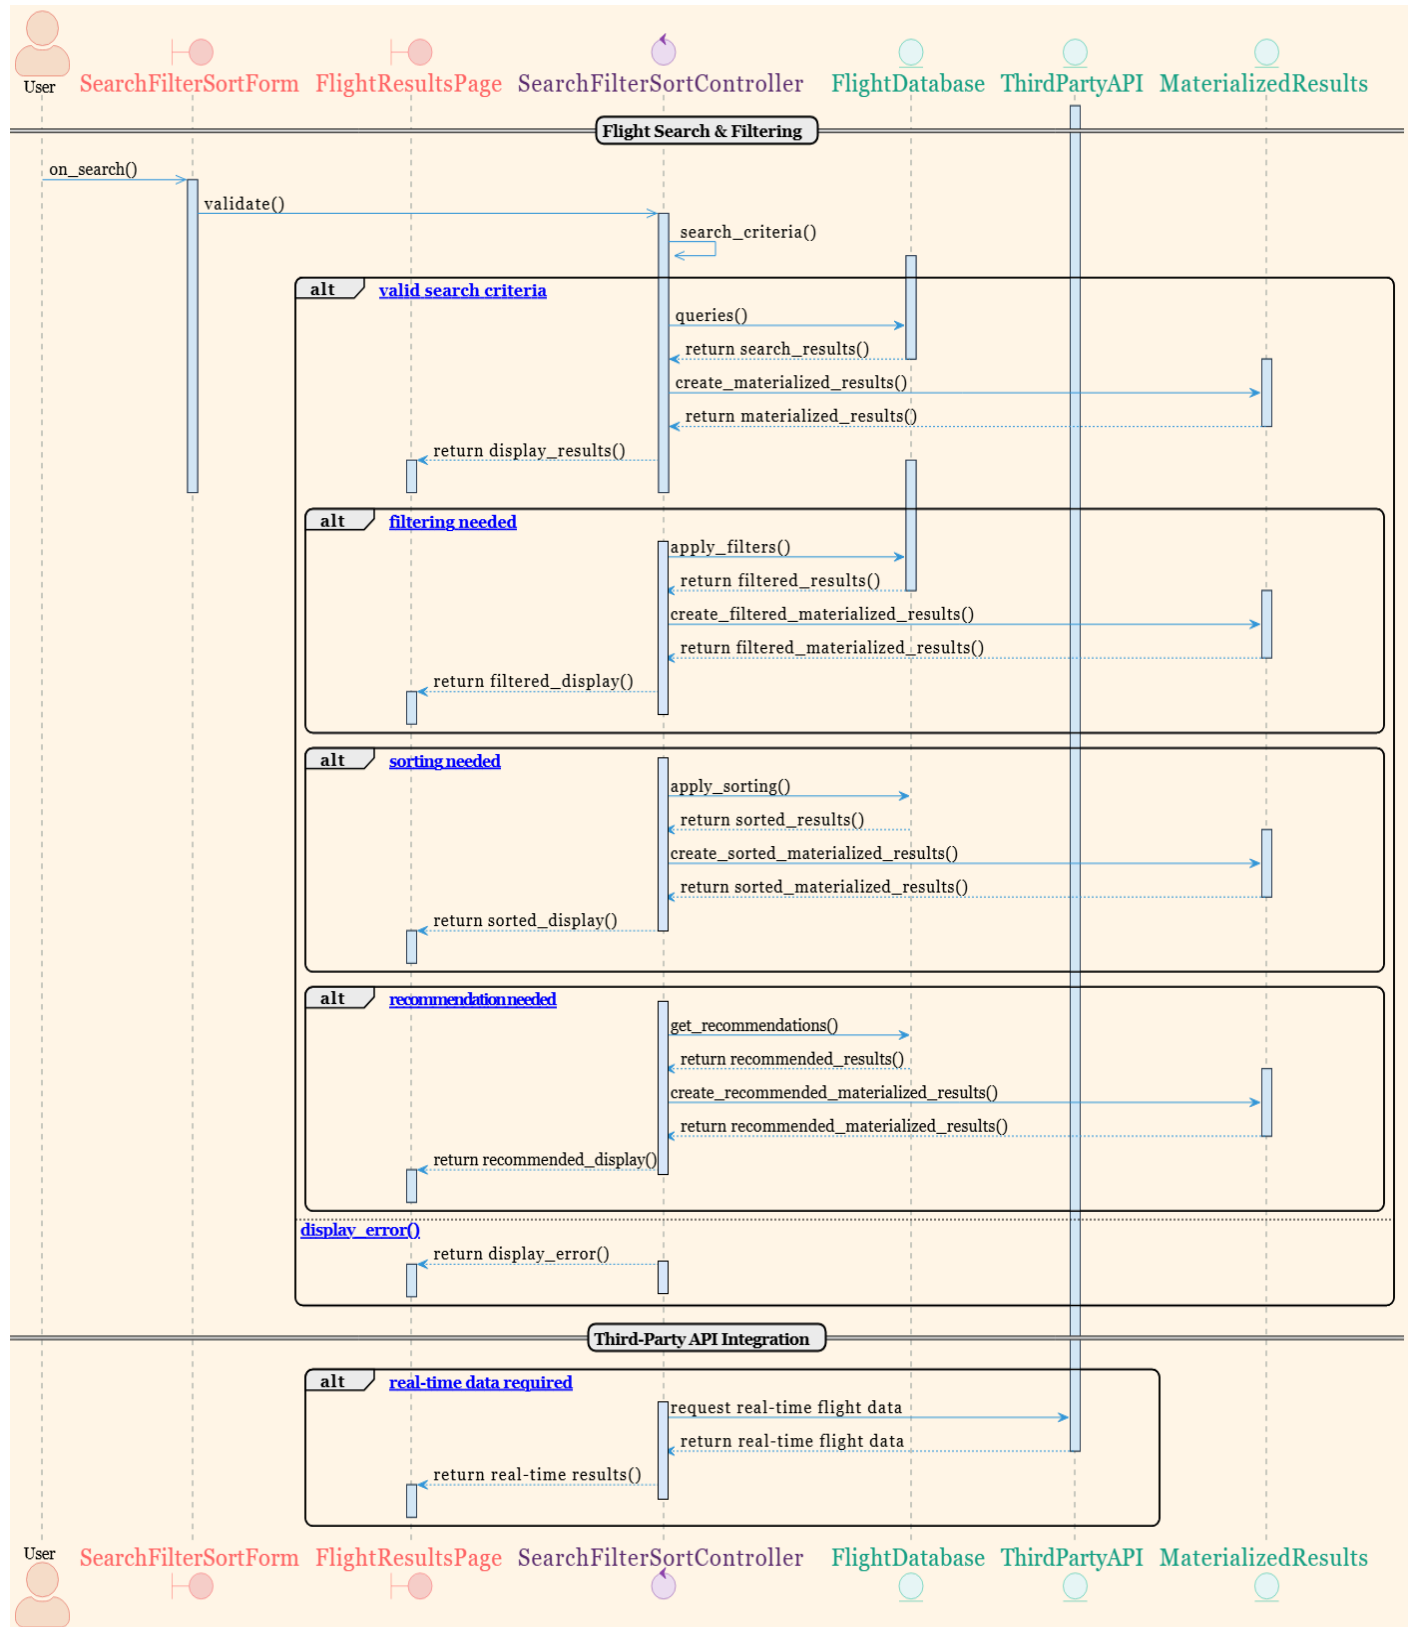 User
SearchFilterSortForm
FlightResultsPage
SearchFilterSortController
FlightDatabase
ThirdPartyAPI
MaterializedResults
Flight Search & Filtering
on_search()
validate()
search_criteria()
alt
valid search criteria
queries()
return search_results()
create_materialized_results()
return materialized_results()
return display_results()
alt
filtering needed
apply_filters()
return filtered_results()
create_filtered_materialized_results()
return filtered_materialized_results()
return filtered_display()
alt
sorting needed
apply_sorting()
return sorted_results()
create_sorted_materialized_results()
return sorted_materialized_results()
return sorted_display()
alt
recommendation needed
get_recommendations()
return recommended_results()
create_recommended_materialized_results()
return recommended_materialized_results()
return recommended_display()
display_error()
return display_error()
Third-Party API Integration
alt
real-time data required
request real-time flight data
return real-time flight data
return real-time results()
User
SearchFilterSortForm
FlightResultsPage
SearchFilterSortController
FlightDatabase
ThirdPartyAPI
MaterializedResults